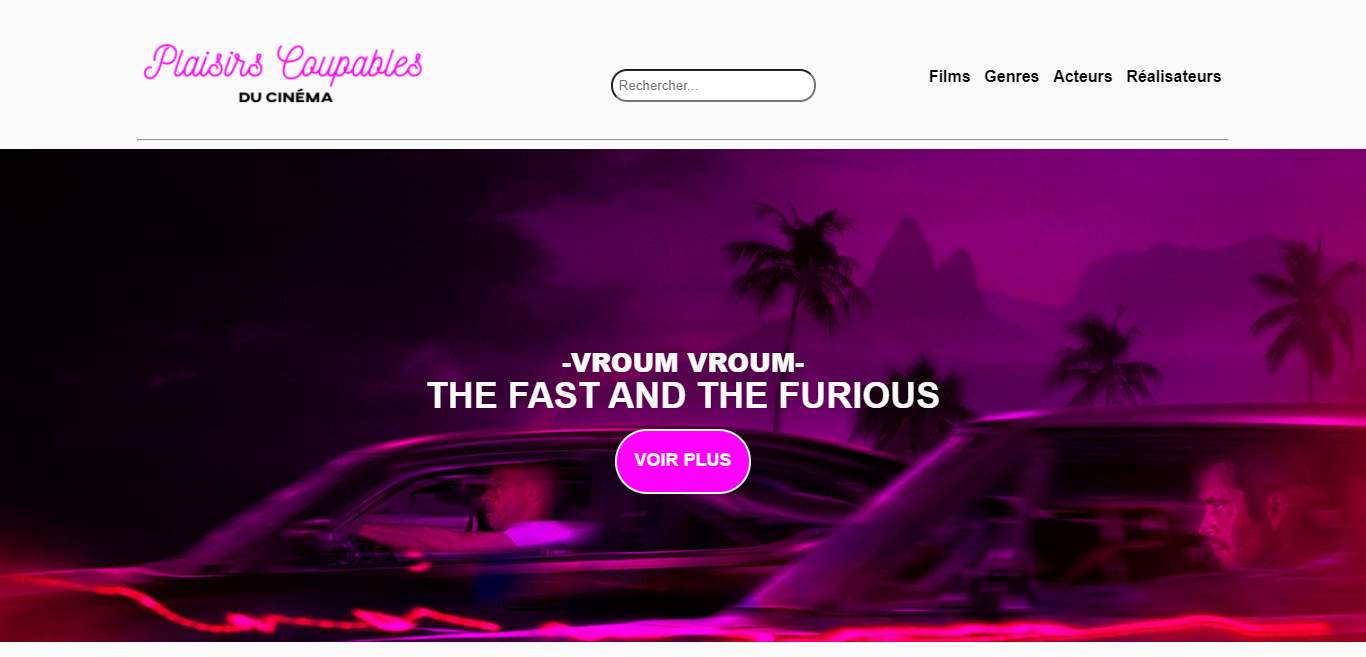 Plaisirs Coupables
DU CINÉMA
Rechercher...
Films Genres Acteurs Réalisateurs
-VROUM VROUM-
THE FAST AND THE FURIOUS
VOIR PLUS